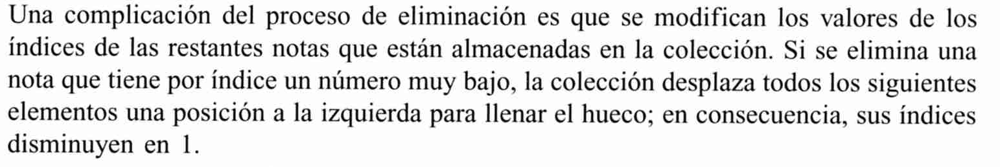 Una complicación del proceso de eliminación es que se modifican los valores de los
índices de las restantes notas que están almacenadas en la colección. Si se elimina una
nota que tiene por índice un número muy bajo, la colección desplaza todos los siguientes
elementos una posición a la izquierda para llenar el hueco; en consecuencia, sus índices
disminuyen en 1.